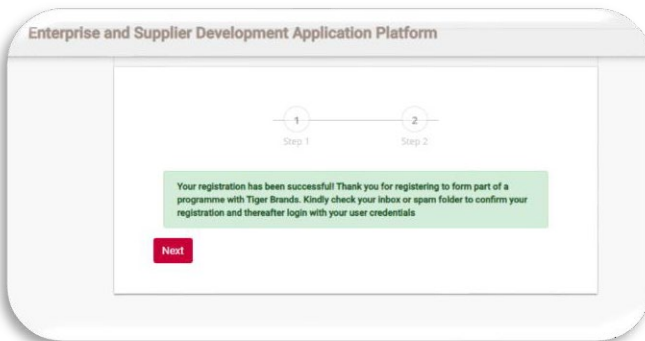 Enterprise and Supplier Development Application Platform
1 2
Step 1 Step 2
Your registration has been successful! Thank you for registering to form part of a
programme with Tiger Brands. Kindly check your inbox or spam folder to confirm your
registration and thereafter login with your user credentials
Next